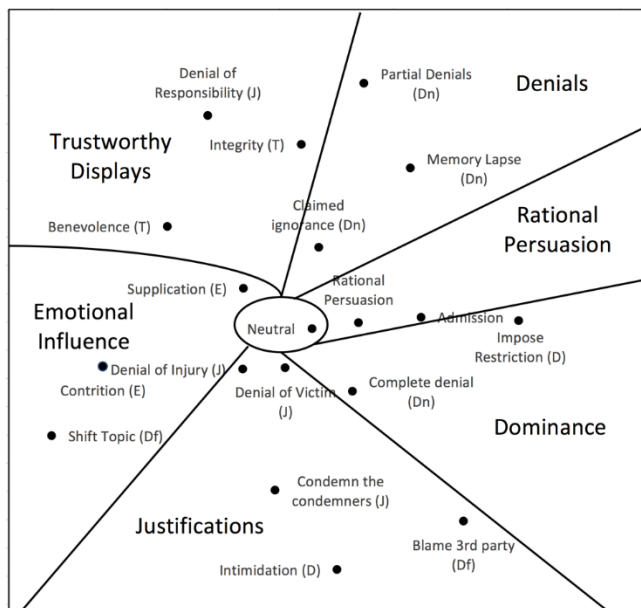 Denial of
Responsibility (J)
Partial Denials
(Dn)
Denials
Trustworthy
Displays
Integrity (T)
Memory Lapse
(Dn)
Benevolence (T)
Claimed
ignorance (Dn)
Rational
Persuasion
Supplication (E)
Rational
Persuasion
Emotional
Influence
Neutral
Admission
Impose
Restriction (D)
Denial of Injury (J)
Contrition (E)
Denial of Victim
(J)
Complete denial
(Dn)
Dominance
Shift Topic (Df)
Condemn the
condemners (J)
Justifications
Blame 3rd party
(Df)
Intimidation (D)